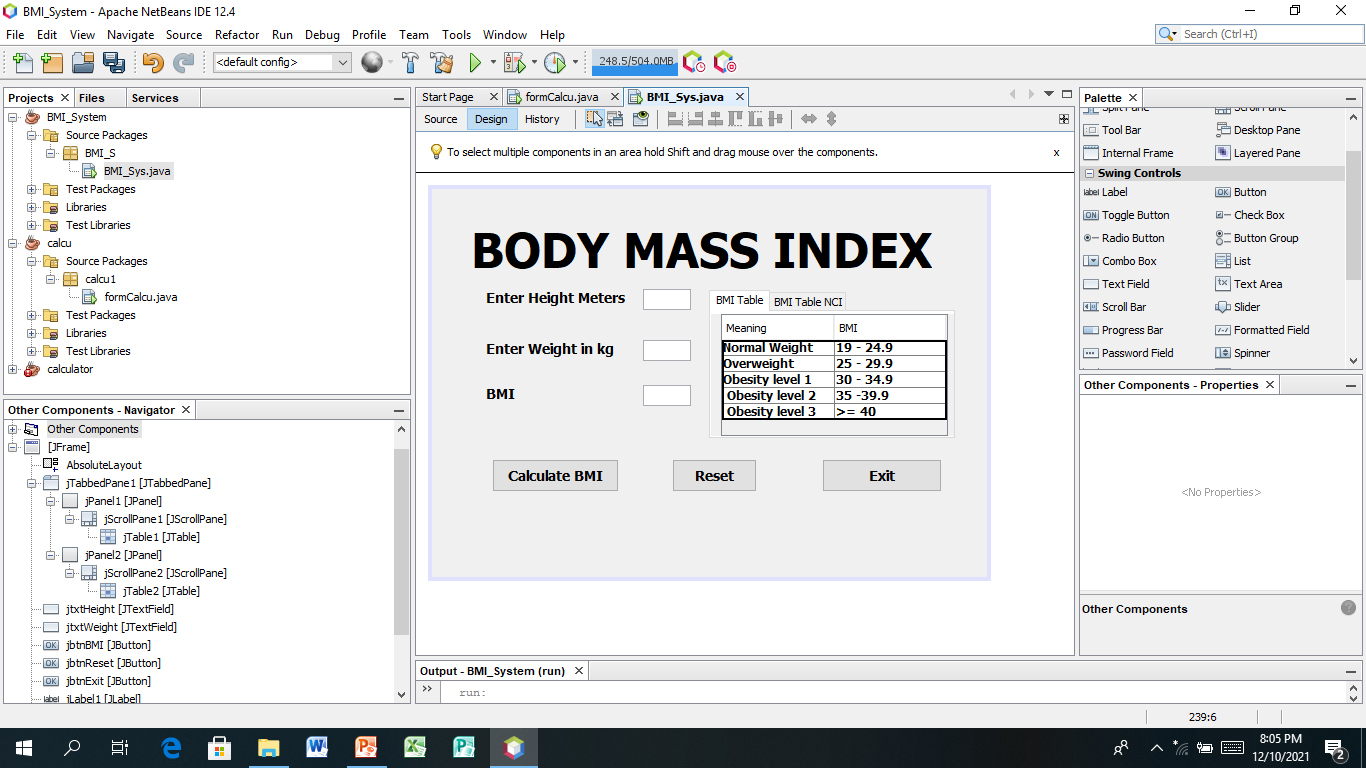 BMI_System - Apache NetBeans IDE 12.4
File Edit View Navigate Source Refactor Run Debug Profile Team Tools Window Help
Search (Ctrl+I)
<default config>
248.5/504.0MB
Projects Files Services
BMI_System
Source Packages
BMI_S
BMI_Sys.java
Test Packages
Libraries
Test Libraries
calcu
Source Packages
calcu1
formCalcu.java
Test Packages
Libraries
Test Libraries
calculator
Other Components - Navigator
Other Components
[JFrame]
AbsoluteLayout
jTabbedPane1 [JTabbedPane]
jPanel1 [JPanel]
jScrollPane1 [JScrollPane]
jTable1 [JTable]
jPanel2 [JPanel]
jScrollPane2 [JScrollPane]
jTable2 [JTable]
jtxtHeight [JTextField]
jtxtWeight [JTextField]
OK jbtnBMI [JButton]
OK jbtnReset [JButton]
OK jbtnExit [JButton]
label jLabel1 [JLabel]
Start Page formCalcu.java BMI_Sys.java
Source Design History
To select multiple components in an area hold Shift and drag mouse over the components. x
BODY MASS INDEX
Enter Height Meters
Enter Weight in kg
BMI
BMI Table BMI Table NCI
Meaning BMI
Normal Weight 19 - 24.9
Overweight 25 - 29.9
Obesity level 1 30 - 34.9
Obesity level 2 35 -39.9
Obesity level 3 >= 40
Calculate BMI Reset Exit
Output - BMI_System (run)
run:
Palette
Split Pane Scroll Pane
Tool Bar Desktop Pane
Internal Frame Layered Pane
Swing Controls
label Label OK Button
ON Toggle Button Check Box
Radio Button Button Group
Combo Box List
Text Field Text Area
Scroll Bar Slider
Progress Bar Formatted Field
Password Field Spinner
Other Components - Properties
<No Properties>
Other Components
239:6
8:05 PM
12/10/2021
2